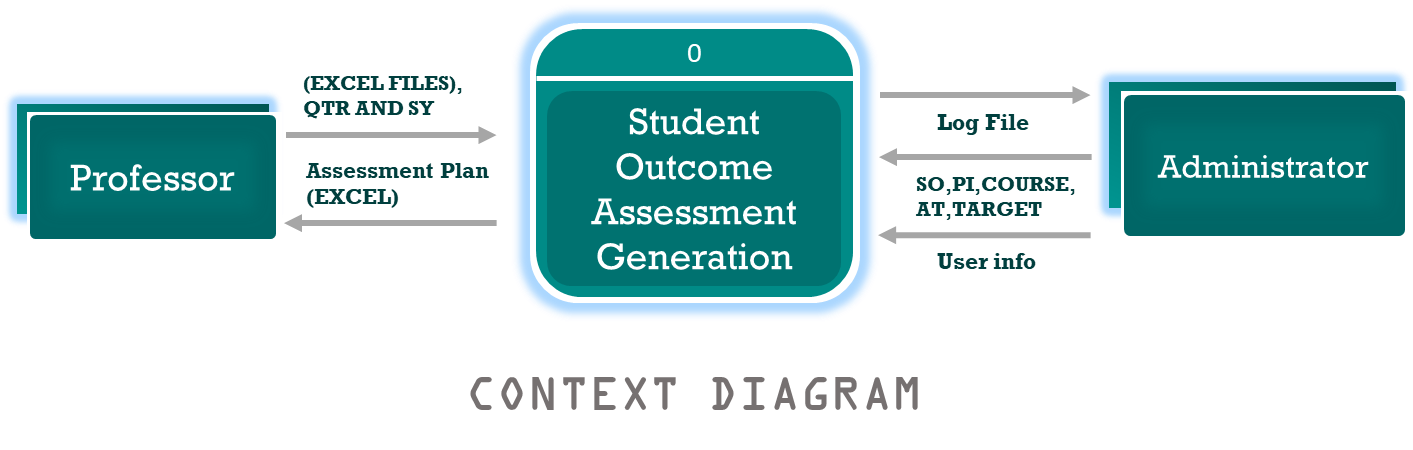 0
(EXCEL FILES),
QTR AND SY
Professor
Assessment Plan
(EXCEL)
Student
Outcome
Assessment
Generation
Log File
SO,PI,COURSE,
AT,TARGET
User info
Administrator
CONTEXT DIAGRAM